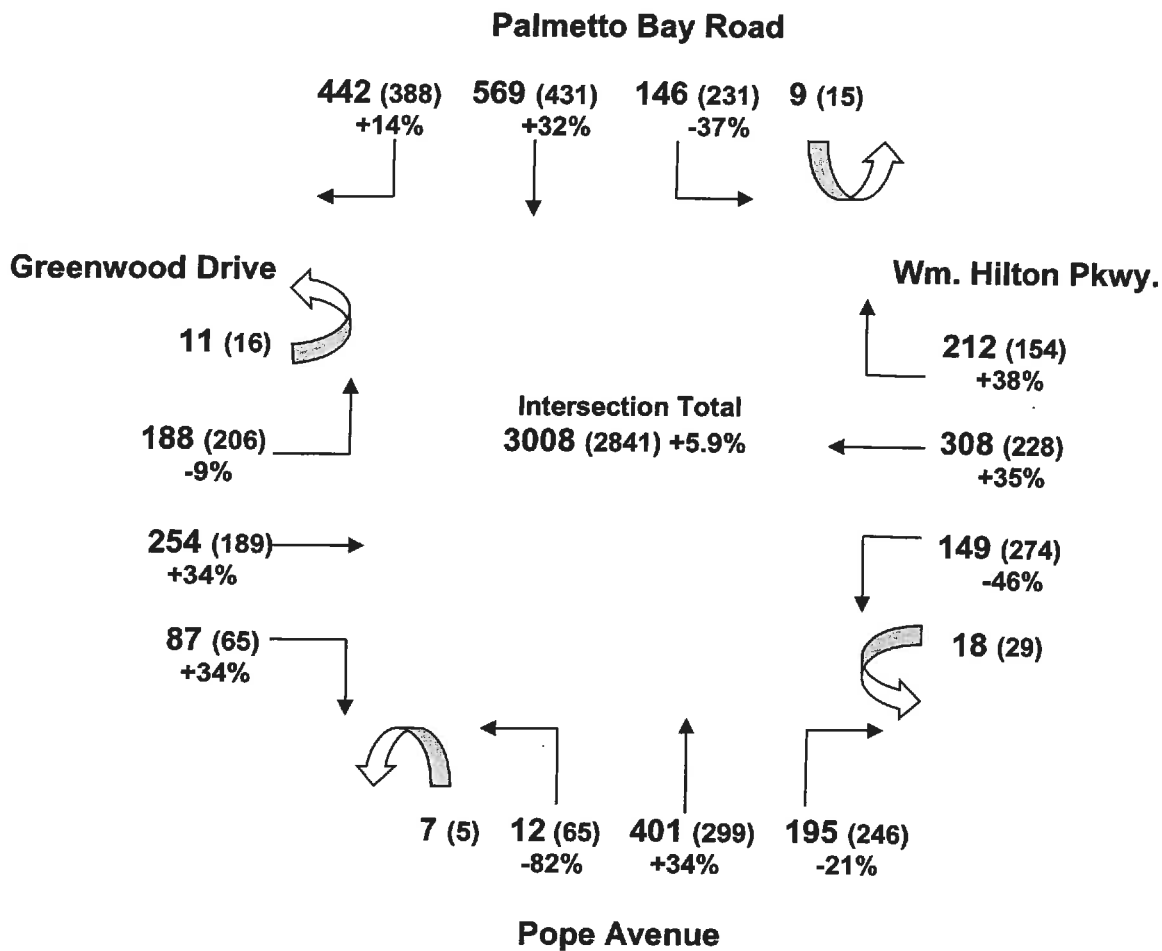 Palmetto Bay Road
442 (388) 569 (431) 146 (231) 9 (15)
+14% +32% -37%
Greenwood Drive Wm. Hilton Pkwy.
11 (16)
212 (154)
+38%
Intersection Total
188 (206) 3008 (2841) +5.9% 308 (228)
-9% +35%
254 (189) 149 (274)
+34% -46%
87 (65) 18 (29)
+34%
7 (5) 12 (65) 401 (299) 195 (246)
-82% +34% -21%
Pope Avenue